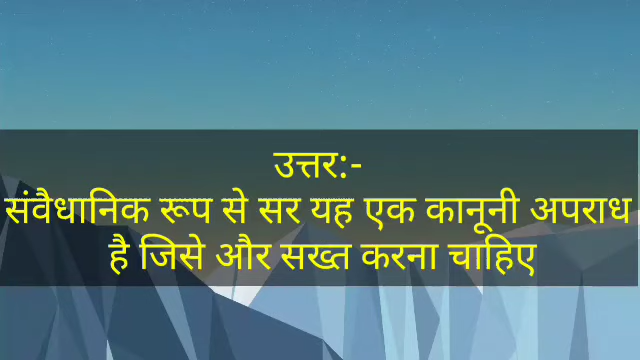 उत्तर:-
संवैधानिक रूप से सर यह एक कानूनी अपराध
है जिसे और सख्त करना चाहिए